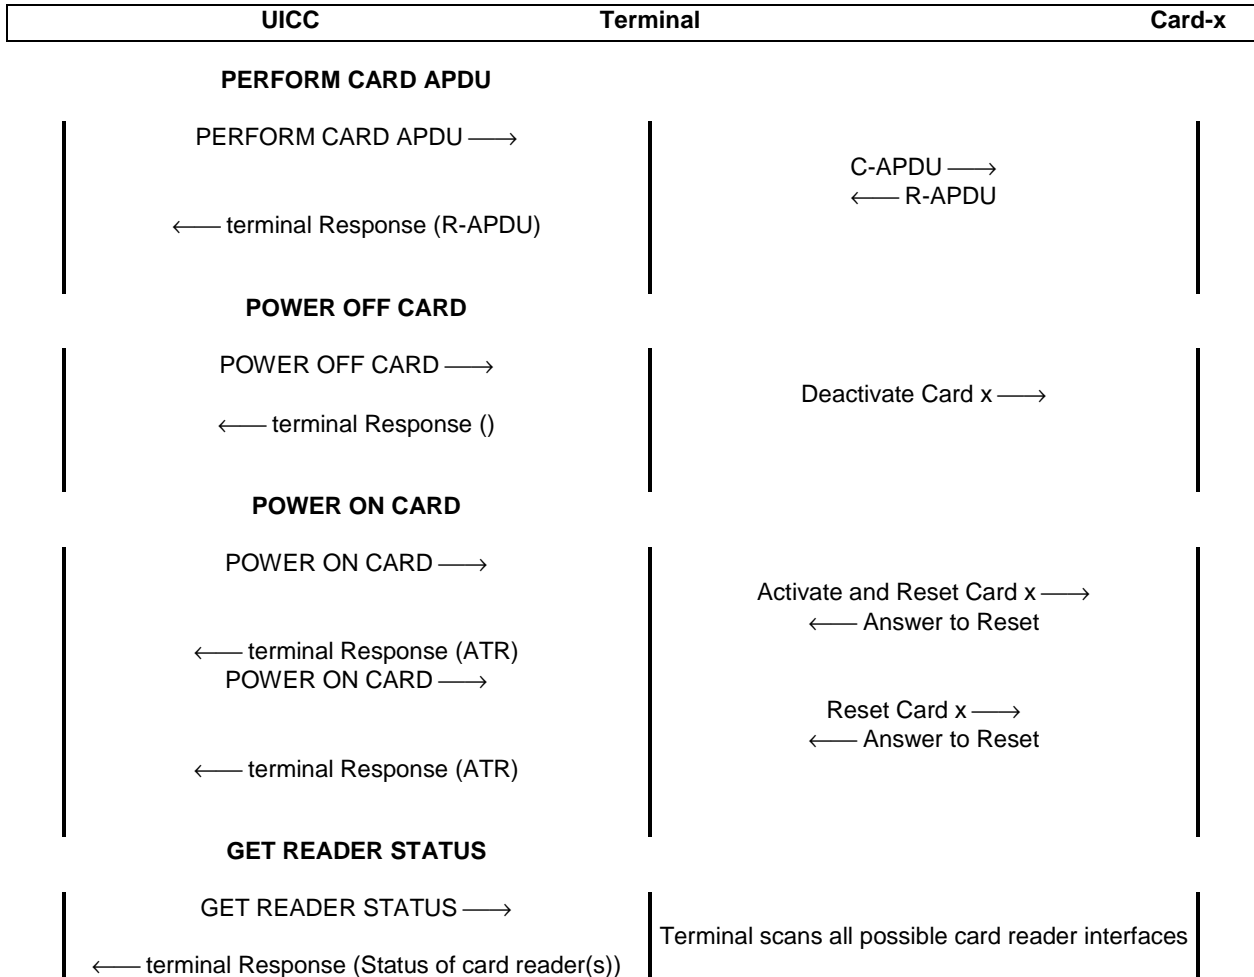 UICC Terminal Card-x
PERFORM CARD APDU
PERFORM CARD APDU ⟶
C-APDU ⟶
⟵ R-APDU
⟵ terminal Response (R-APDU)
POWER OFF CARD
POWER OFF CARD ⟶
Deactivate Card x ⟶
⟵ terminal Response ()
POWER ON CARD
POWER ON CARD ⟶
Activate and Reset Card x ⟶
⟵ Answer to Reset
⟵ terminal Response (ATR)
POWER ON CARD ⟶
Reset Card x ⟶
⟵ Answer to Reset
⟵ terminal Response (ATR)
GET READER STATUS
GET READER STATUS ⟶
Terminal scans all possible card reader interfaces
⟵ terminal Response (Status of card reader(s))